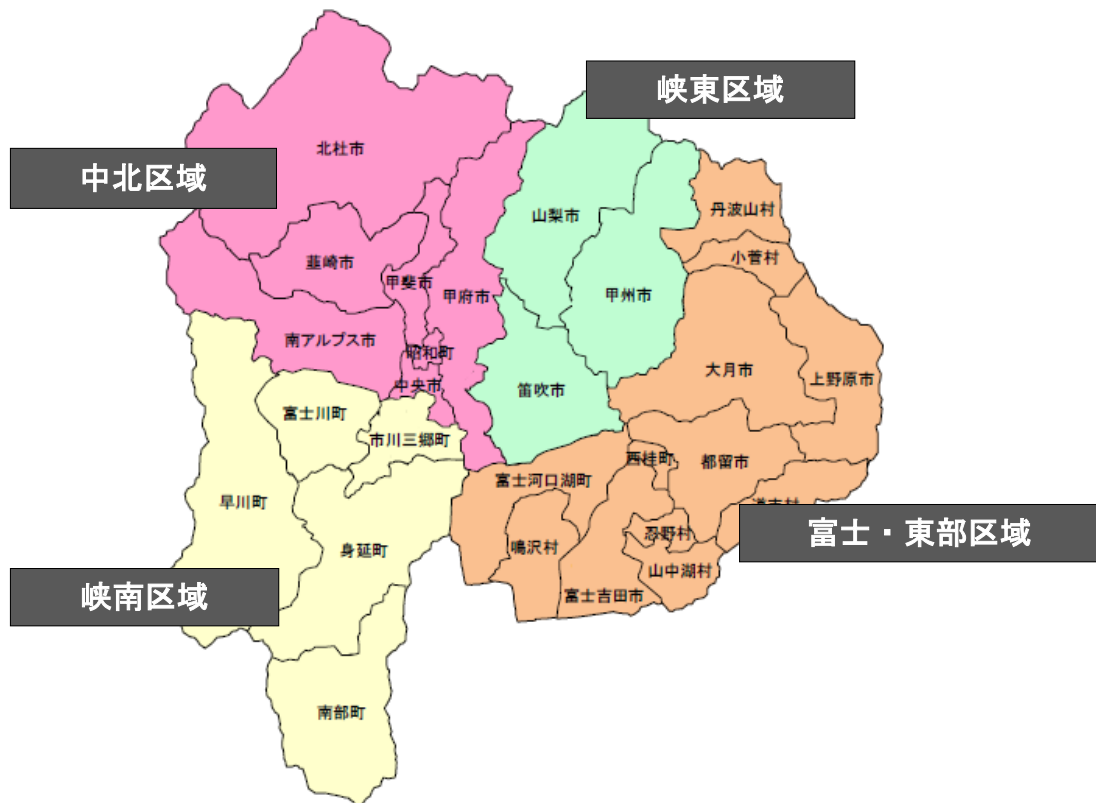 峡東区域
北杜市
中北区域
山梨市
丹波山村
小菅村
韮崎市
甲斐市
甲府市
甲州市
南アルプス市
昭和町
大月市
上野原市
中央市
笛吹市
富士川町
市川三郷町
西桂町
都留市
富士河口湖町
早川町
忍野村
富士・東部区域
鳴沢村
身延町
山中湖村
峡南区域
富士吉田市
南部町